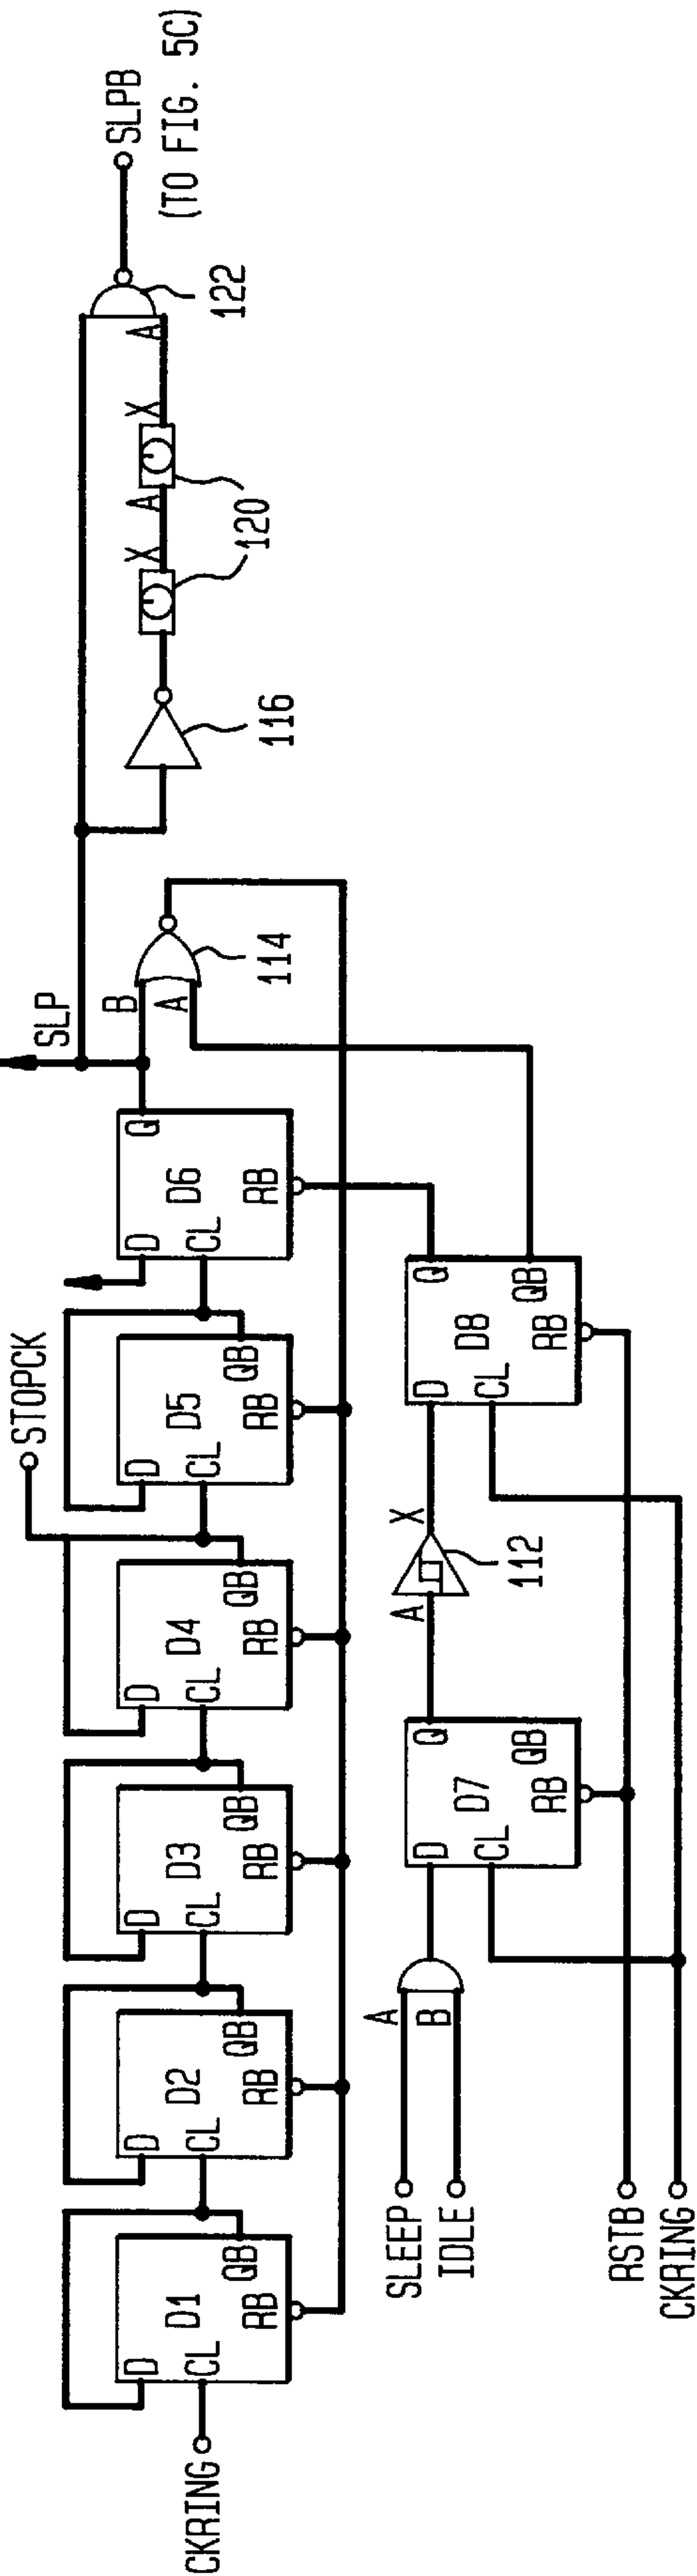 CKRING
D
CL
D1
QB
RB
D
CL
D2
QB
RB
D
CL
D3
QB
RB
D
CL
D4
QB
RB
STOPCK
D
CL
D5
QB
RB
D
CL
D6
Q
RB
SLP
B
A
114
116
X
A
120
X
A
122
SLPB
(TO FIG. 5C)
SLEEP
IDLE
A
B
D
CL
D7
Q
QB
RB
A
X
112
D
CL
D8
Q
QB
RB
RSTB
CKRING